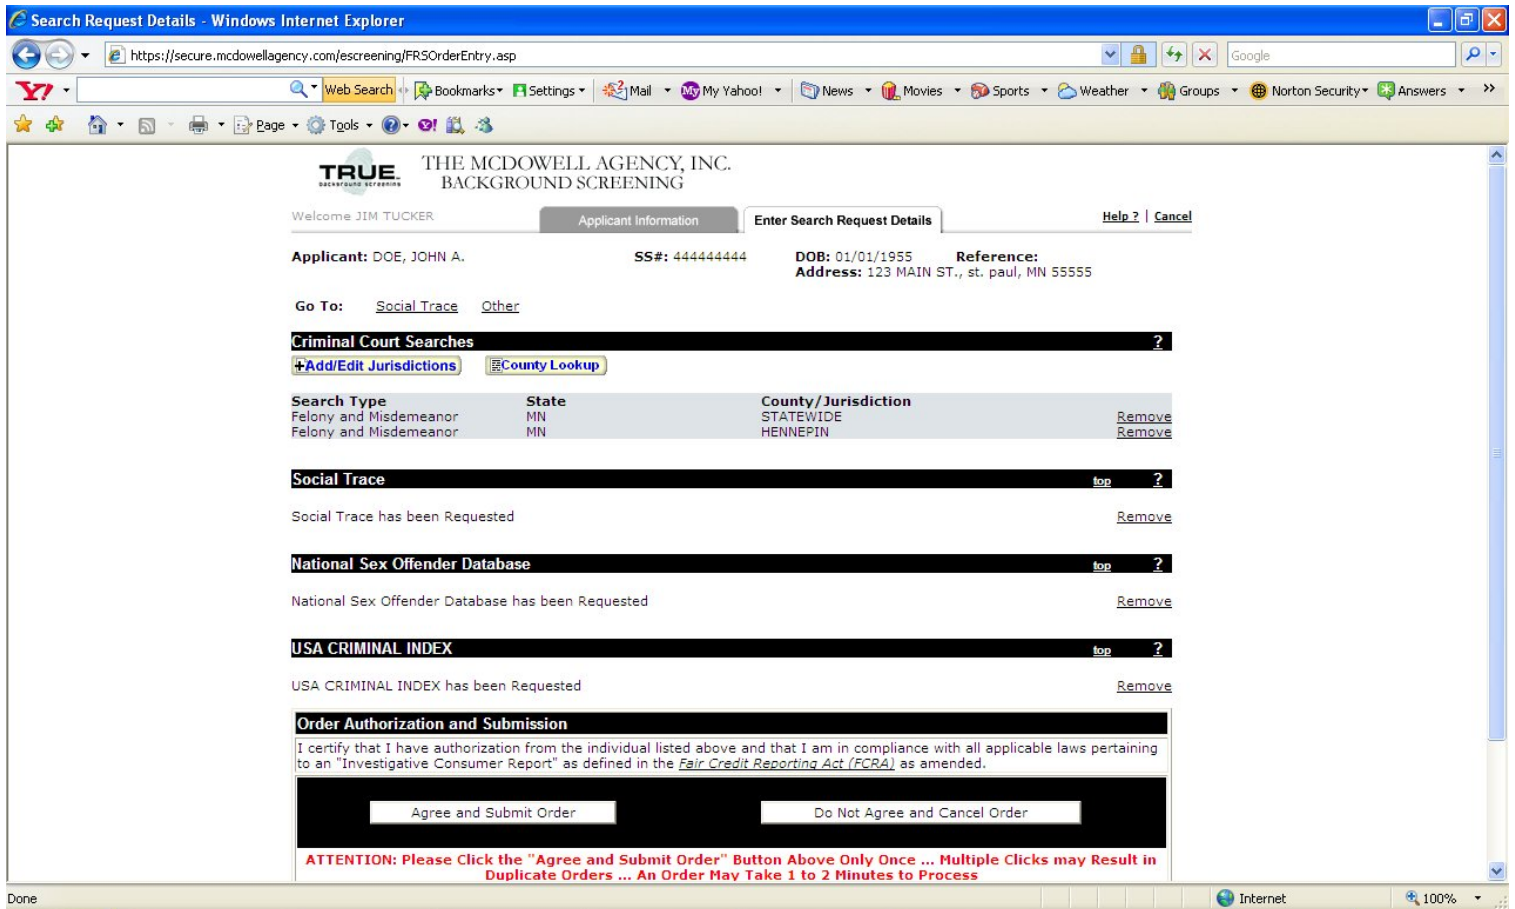 Search Request Details - Windows Internet Explorer
https://secure.mcdowellagency.com/escreening/FRSOrderEntry.asp
Google
Y! Web Search Bookmarks Settings Mail My My Yahoo! News Movies Sports Weather Groups Norton Security Answers >>
Page Tools
TRUE. THE MCDOWELL AGENCY, INC.
background screening BACKGROUND SCREENING
Welcome JIM TUCKER Applicant Information Enter Search Request Details Help ? | Cancel
Applicant: DOE, JOHN A. SS#: 444444444 DOB: 01/01/1955 Reference:
Address: 123 MAIN ST., st. paul, MN 55555
Go To: Social Trace Other
Criminal Court Searches ?
+Add/Edit Jurisdictions County Lookup
Search Type State County/Jurisdiction
Felony and Misdemeanor MN STATEWIDE Remove
Felony and Misdemeanor MN HENNEPIN Remove
Social Trace top ?
Social Trace has been Requested Remove
National Sex Offender Database top ?
National Sex Offender Database has been Requested Remove
USA CRIMINAL INDEX top ?
USA CRIMINAL INDEX has been Requested Remove
Order Authorization and Submission
I certify that I have authorization from the individual listed above and that I am in compliance with all applicable laws pertaining
to an "Investigative Consumer Report" as defined in the Fair Credit Reporting Act (FCRA) as amended.
Agree and Submit Order Do Not Agree and Cancel Order
ATTENTION: Please Click the "Agree and Submit Order" Button Above Only Once ... Multiple Clicks may Result in
Duplicate Orders ... An Order May Take 1 to 2 Minutes to Process
Done Internet 100%